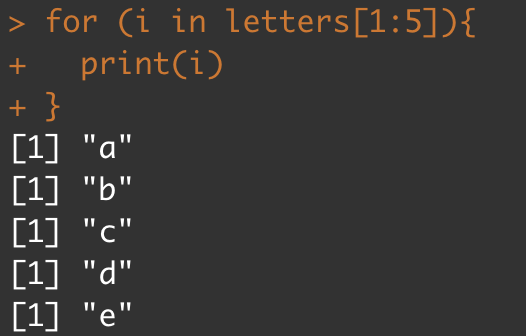 > for (i in letters[1:5]){
+   print(i)
+ }
[1] "a"
[1] "b"
[1] "c"
[1] "d"
[1] "e"